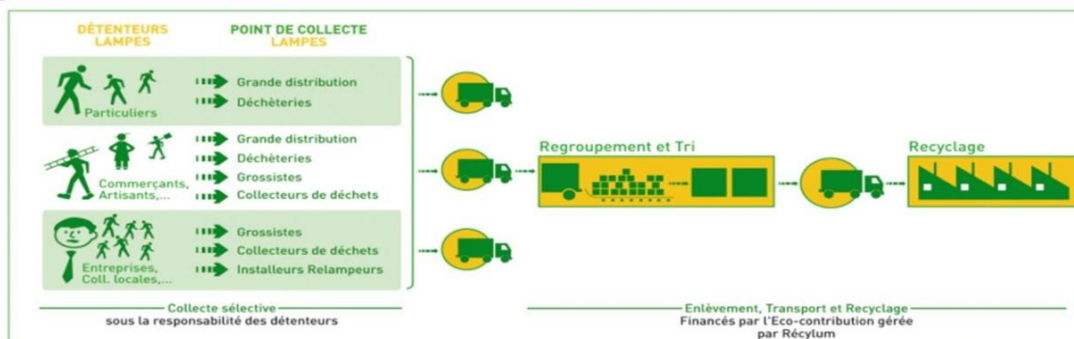 DÉTENTEURS
LAMPES
POINT DE COLLECTE
LAMPES
Particuliers
Grande distribution
Déchèteries
Commerçants,
Artisants,...
Grande distribution
Déchèteries
Grossistes
Collecteurs de déchets
Entreprises,
Coll. locales,...
Grossistes
Collecteurs de déchets
Installeurs Relampeurs
Regroupement et Tri
Recyclage
Collecte sélective
sous la responsabilité des détenteurs
Enlèvement, Transport et Recyclage
Financés par l'Eco-contribution gérée
par Récylum